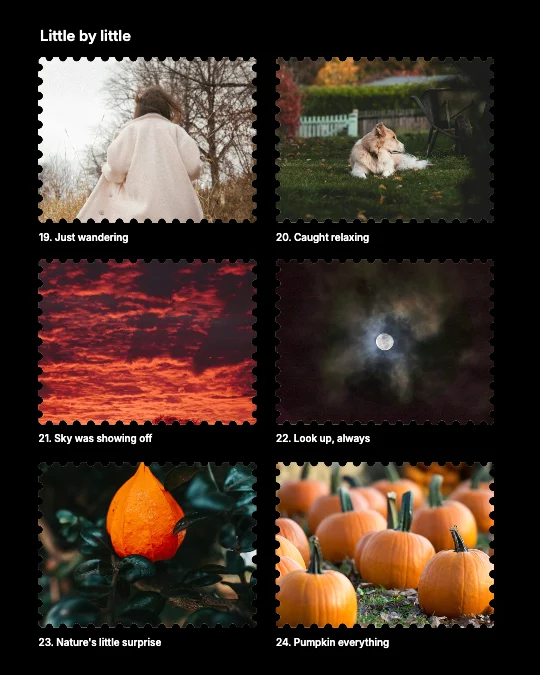 Little by little
19. Just wandering
20. Caught relaxing
21. Sky was showing off
22. Look up, always
23. Nature's little surprise
24. Pumpkin everything